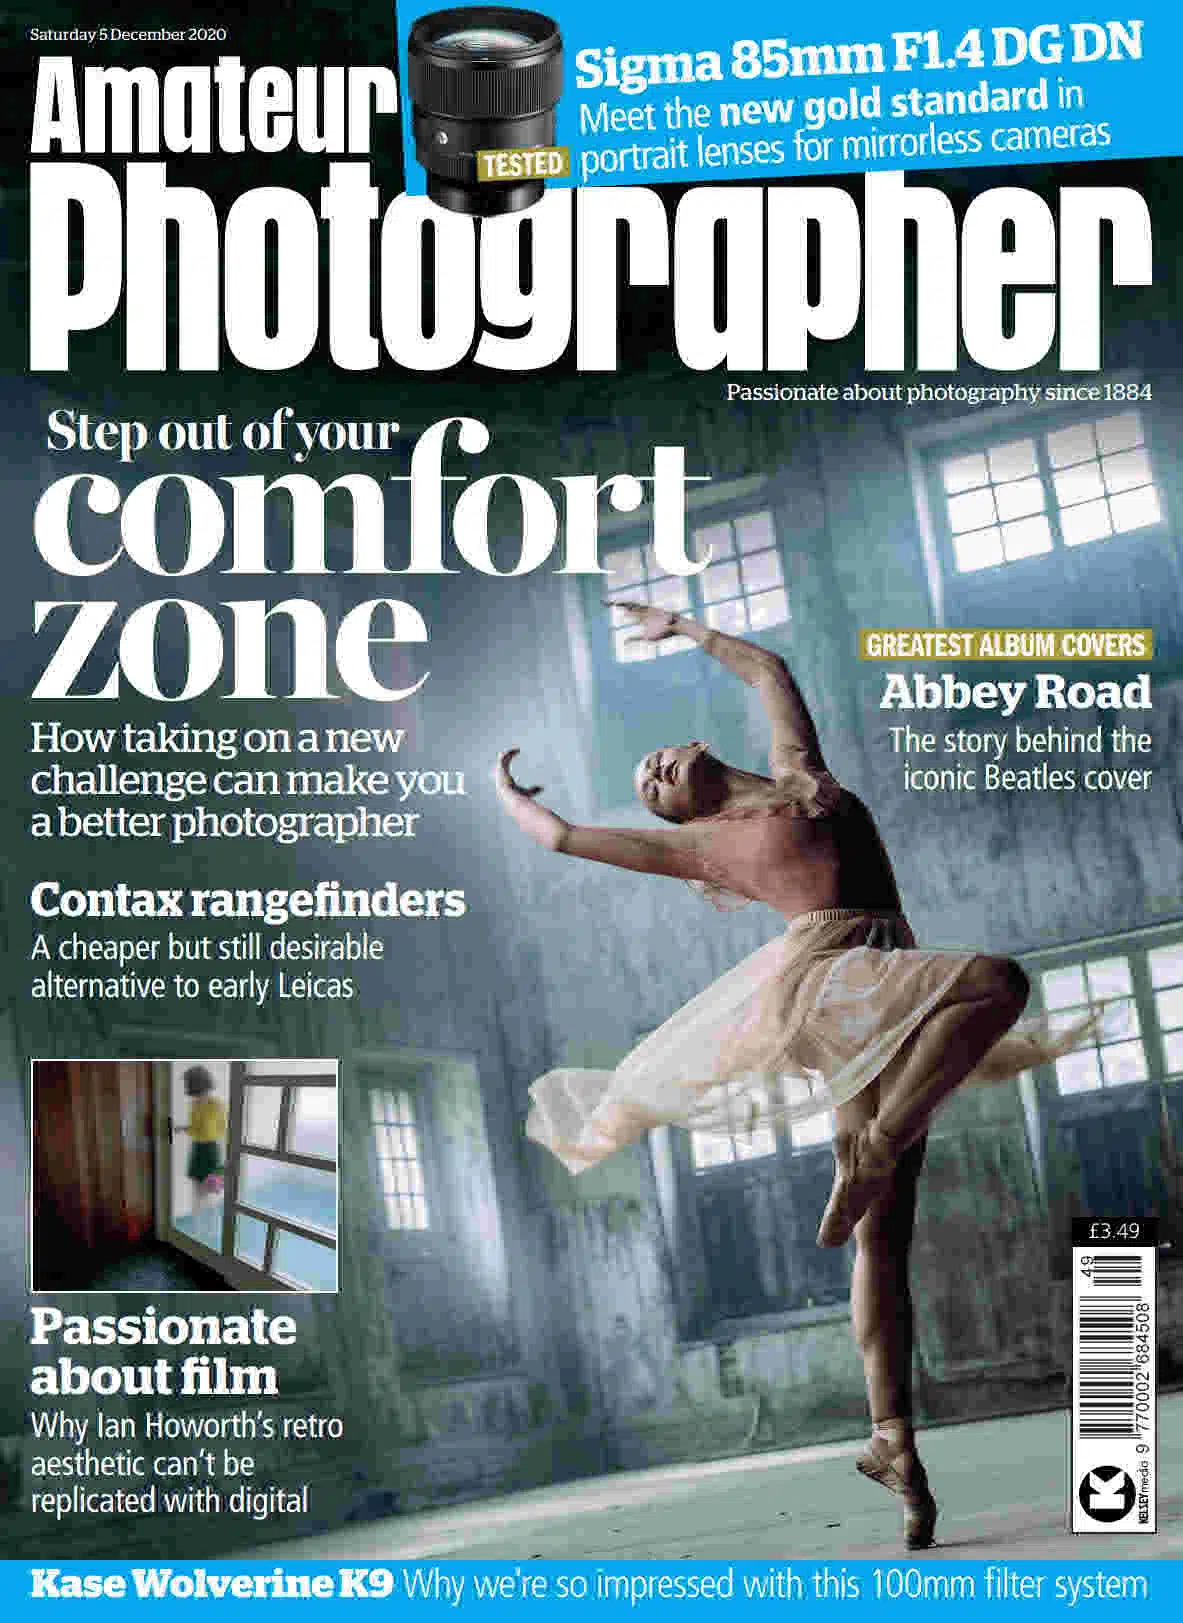 Saturday 5 December 2020
Amateur
Photographer
Sigma 85mm F1.4 DG DN
Meet the new gold standard in
portrait lenses for mirrorless cameras
TESTED
Passionate about photography since 1884
Step out of your
comfort
zone
How taking on a new
challenge can make you
a better photographer
GREATEST ALBUM COVERS
Abbey Road
The story behind the
iconic Beatles cover
Contax rangefinders
A cheaper but still desirable
alternative to early Leicas
Passionate
about film
Why Ian Howorth's retro
aesthetic can't be
replicated with digital
£3.49
49
9 770002 684508
K
KELSEYmedia
Kase Wolverine K9 Why we're so impressed with this 100mm filter system